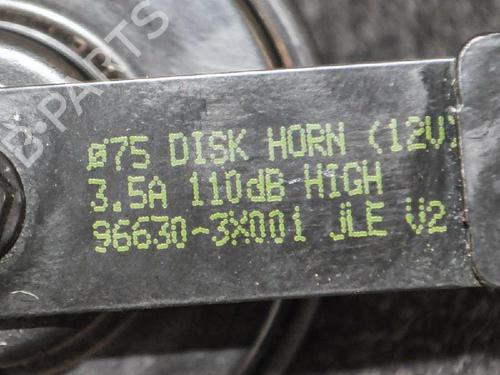 B-PARTS
ø75 DISK HORN (12V)
3.5A 110dB HIGH
96630-3X001 JLE V2